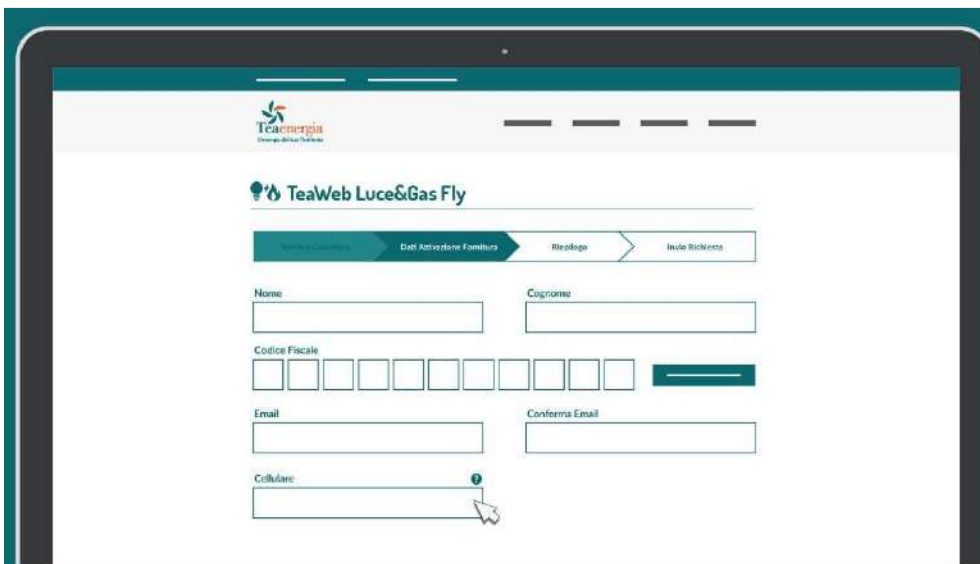 Teaenergia
TeaWeb Luce&Gas Fly
Dati Attivazione Fornitura
Riepilogo
Invio Richiesta
Nome
Cognome
Codice Fiscale
Email
Conferma Email
Cellulare
?